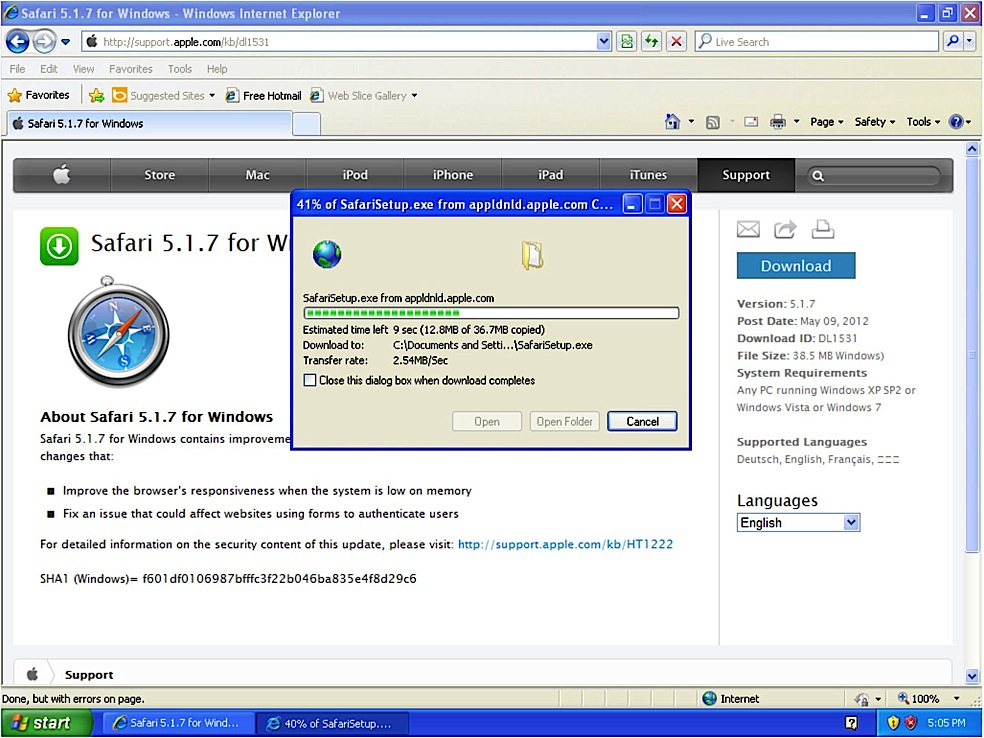 Safari 5.1.7 for Windows - Windows Internet Explorer
http://support.apple.com/kb/dl1531
Live Search
File Edit View Favorites Tools Help
Favorites Suggested Sites Free Hotmail Web Slice Gallery
Safari 5.1.7 for Windows
Page Safety Tools
Store Mac iPod iPhone iPad iTunes Support
Safari 5.1.7 for W
41% of SafariSetup.exe from appldnld.apple.com C...
SafariSetup.exe from appldnld.apple.com
Estimated time left 9 sec (12.8MB of 36.7MB copied)
Download to: C:\Documents and Setti...\SafariSetup.exe
Transfer rate: 2.54MB/Sec
Close this dialog box when download completes
Open Open Folder Cancel
Download
Version: 5.1.7
Post Date: May 09, 2012
Download ID: DL1531
File Size: 38.5 MB Windows)
System Requirements
Any PC running Windows XP SP2 or
Windows Vista or Windows 7
Supported Languages
Deutsch, English, Français, □□□
Languages
English
About Safari 5.1.7 for Windows
Safari 5.1.7 for Windows contains improveme
changes that:
■ Improve the browser's responsiveness when the system is low on memory
■ Fix an issue that could affect websites using forms to authenticate users
For detailed information on the security content of this update, please visit: http://support.apple.com/kb/HT1222
SHA1 (Windows)= f601df0106987bfffc3f22b046ba835e4f8d29c6
Support
Done, but with errors on page. Internet 100%
start Safari 5.1.7 for Wind... 40% of SafariSetup.... 5:05 PM